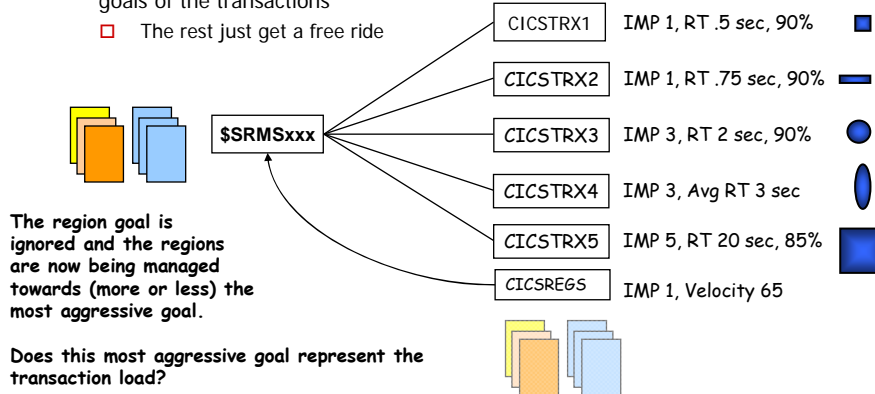 goals of the transactions
The rest just get a free ride
CICSTRX1 IMP 1, RT .5 sec, 90%
CICSTRX2 IMP 1, RT .75 sec, 90%
$SRMSxxx CICSTRX3 IMP 3, RT 2 sec, 90%
CICSTRX4 IMP 3, Avg RT 3 sec
CICSTRX5 IMP 5, RT 20 sec, 85%
CICSREGS IMP 1, Velocity 65
The region goal is
ignored and the regions
are now being managed
towards (more or less) the
most aggressive goal.
Does this most aggressive goal represent the
transaction load?